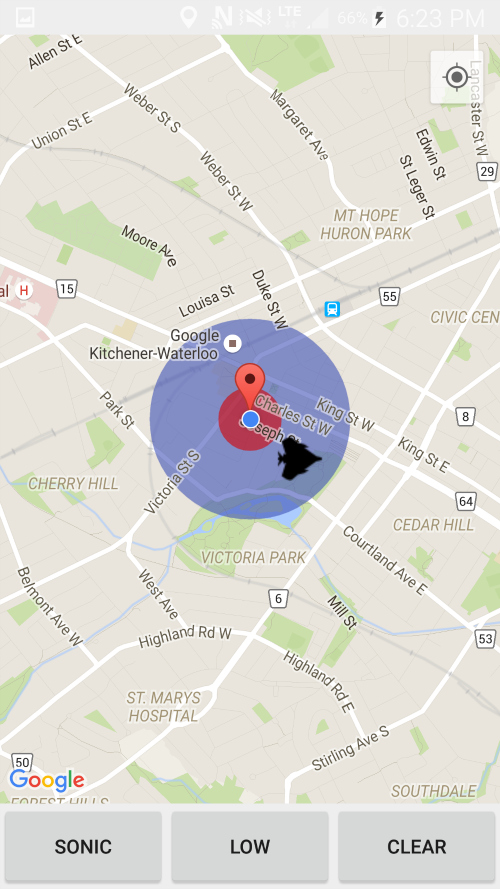 LTE
66%
6:23 PM
Allen St E
Lancaster St W
Weber St S
Margaret Ave
Union St E
Edwin St
29
Weber St W
St Leger St
MT HOPE
HURON PARK
Moore Ave
al
H
15
Duke St W
Louisa St
55
CIVIC CEN
Google
Kitchener-Waterloo
Park St
Charles St W
King St W
8
Joseph St
King St E
CHERRY HILL
Victoria St S
64
CEDAR HILL
Courtland Ave E
VICTORIA PARK
Belmont Ave W
West Ave
6
Mill St
Highland Rd W
53
Highland Rd E
ST. MARYS
HOSPITAL
Stirling Ave S
50
Google
SOUTHDALE
FOREST HILLS
SONIC
LOW
CLEAR